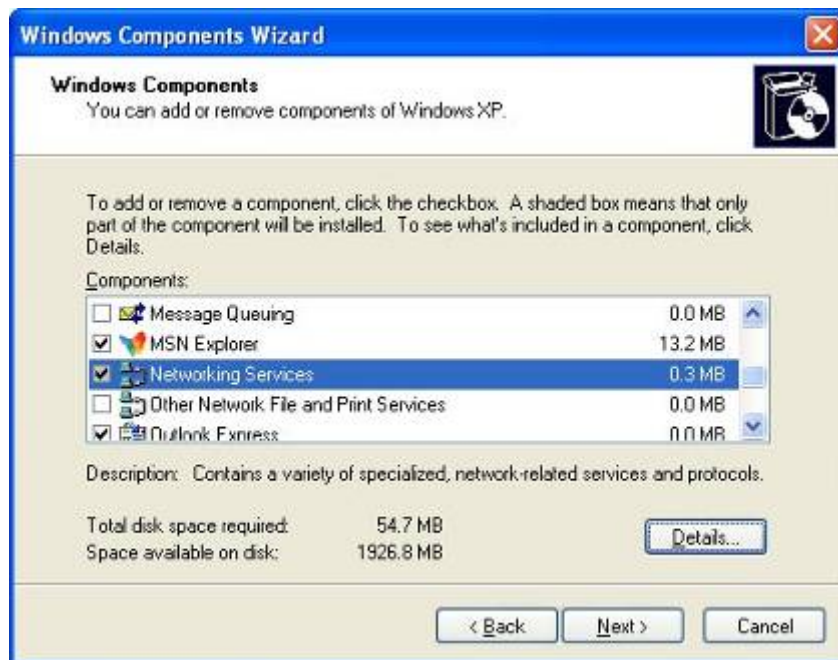 Windows Components Wizard
Windows Components
You can add or remove components of Windows XP.
To add or remove a component, click the checkbox. A shaded box means that only
part of the component will be installed. To see what's included in a component, click
Details.
Components:
Message Queuing 0.0 MB
MSN Explorer 13.2 MB
Networking Services 0.3 MB
Other Network File and Print Services 0.0 MB
Outlook Express 0.0 MB
Description: Contains a variety of specialized, network-related services and protocols.
Total disk space required: 54.7 MB
Space available on disk: 1926.8 MB
Details...
< Back Next > Cancel